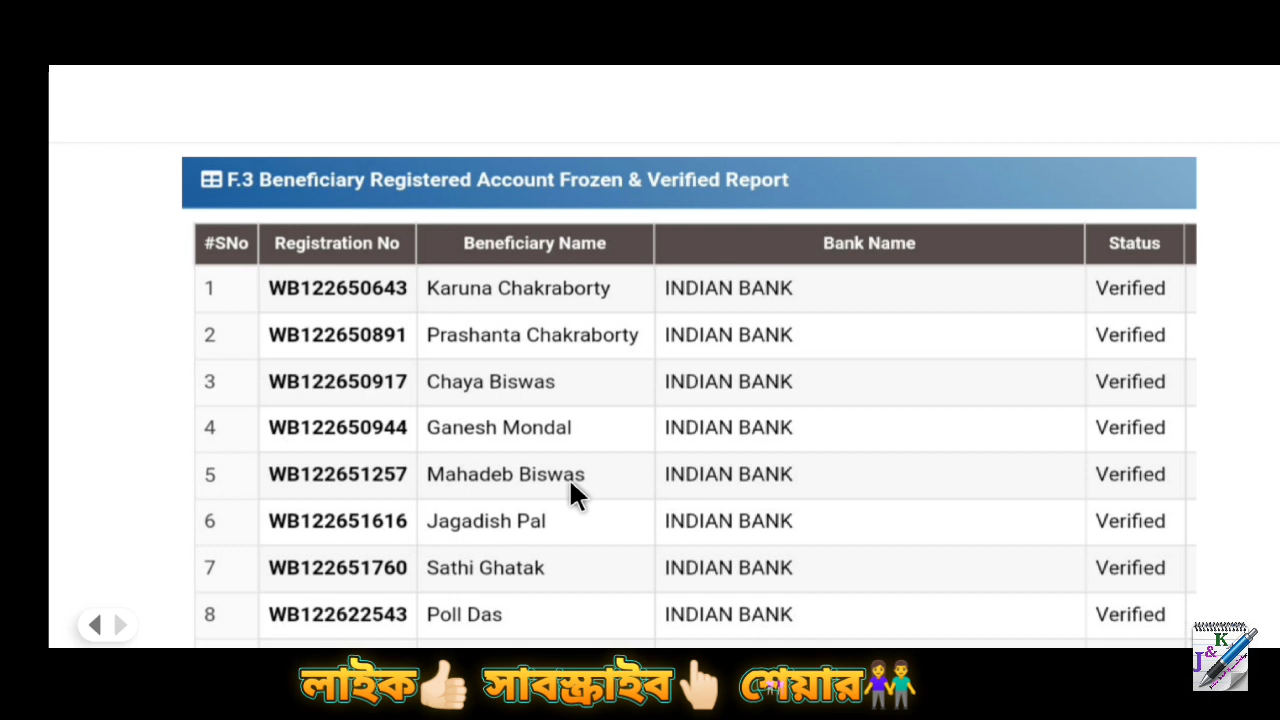 F.3 Beneficiary Registered Account Frozen & Verified Report
#SNo Registration No Beneficiary Name Bank Name Status
1 WB122650643 Karuna Chakraborty INDIAN BANK Verified
2 WB122650891 Prashanta Chakraborty INDIAN BANK Verified
3 WB122650917 Chaya Biswas INDIAN BANK Verified
4 WB122650944 Ganesh Mondal INDIAN BANK Verified
5 WB122651257 Mahadeb Biswas INDIAN BANK Verified
6 WB122651616 Jagadish Pal INDIAN BANK Verified
7 WB122651760 Sathi Ghatak INDIAN BANK Verified
8 WB122622543 Poll Das INDIAN BANK Verified
J&K
লাইক সাবস্ক্রাইব শেয়ার